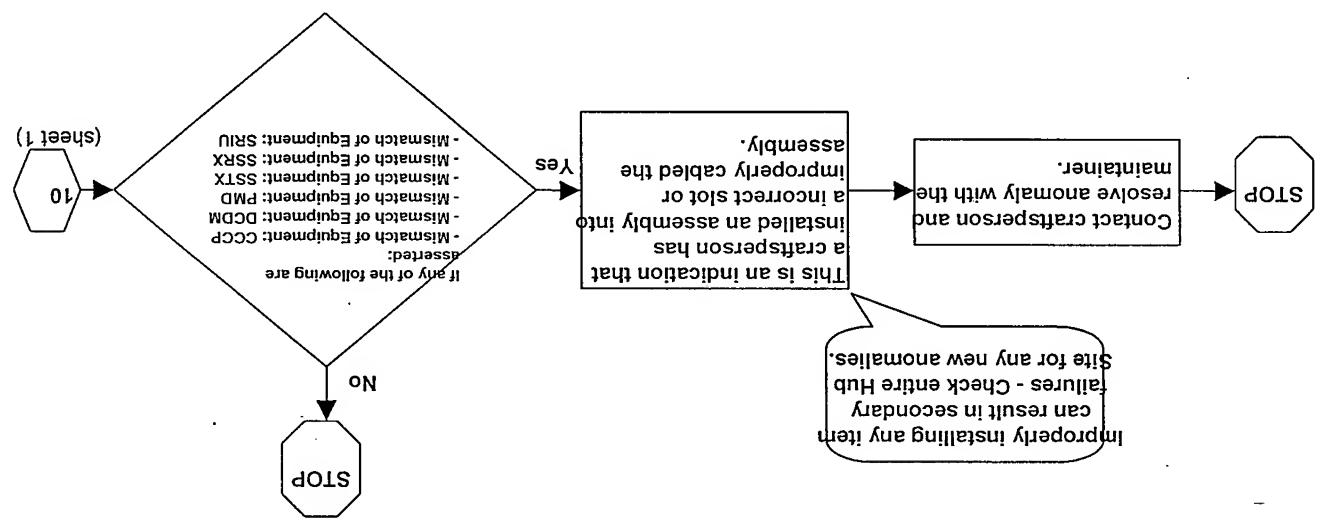 10
(sheet 1)
If any of the following are
asserted:
- Mismatch of Equipment: CCCP
- Mismatch of Equipment: DCDM
- Mismatch of Equipment: PMD
- Mismatch of Equipment: SSTX
- Mismatch of Equipment: SSRX
- Mismatch of Equipment: SRIU
No
STOP
Yes
This is an indication that
a craftsperson has
installed an assembly into
a incorrect slot or
improperly cabled the
assembly.
Improperly installing any item
can result in secondary
failures - Check entire Hub
Site for any new anomalies.
Contact craftsperson and
resolve anomaly with the
maintainer.
STOP